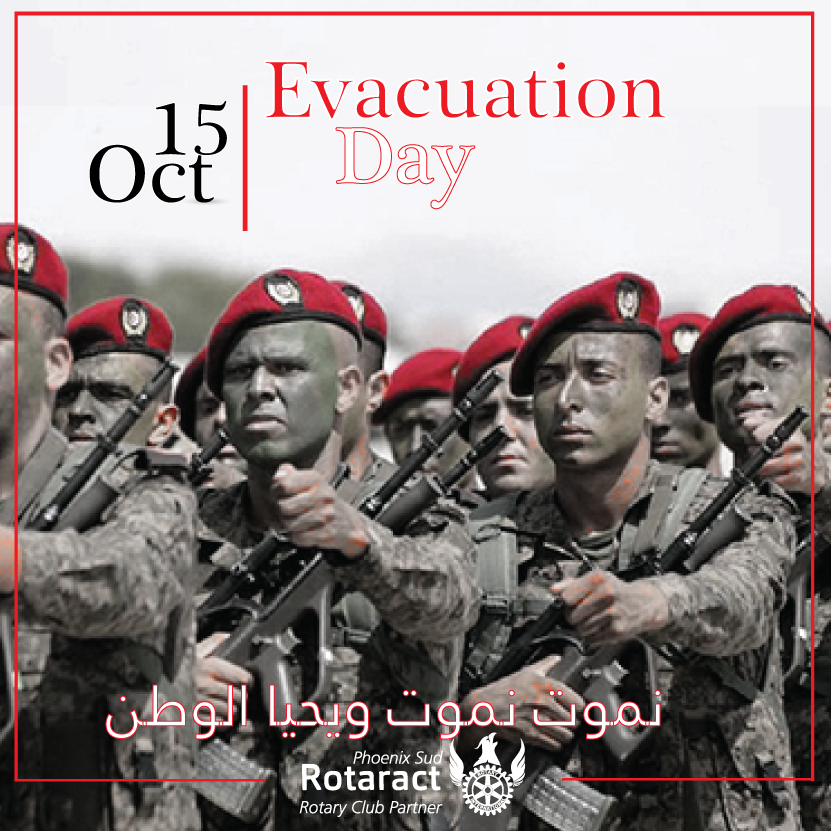 15
Oct
Evacuation
Day
نموت نموت ويحيا الوطن
Phoenix Sud
Rotaract
Rotary Club Partner